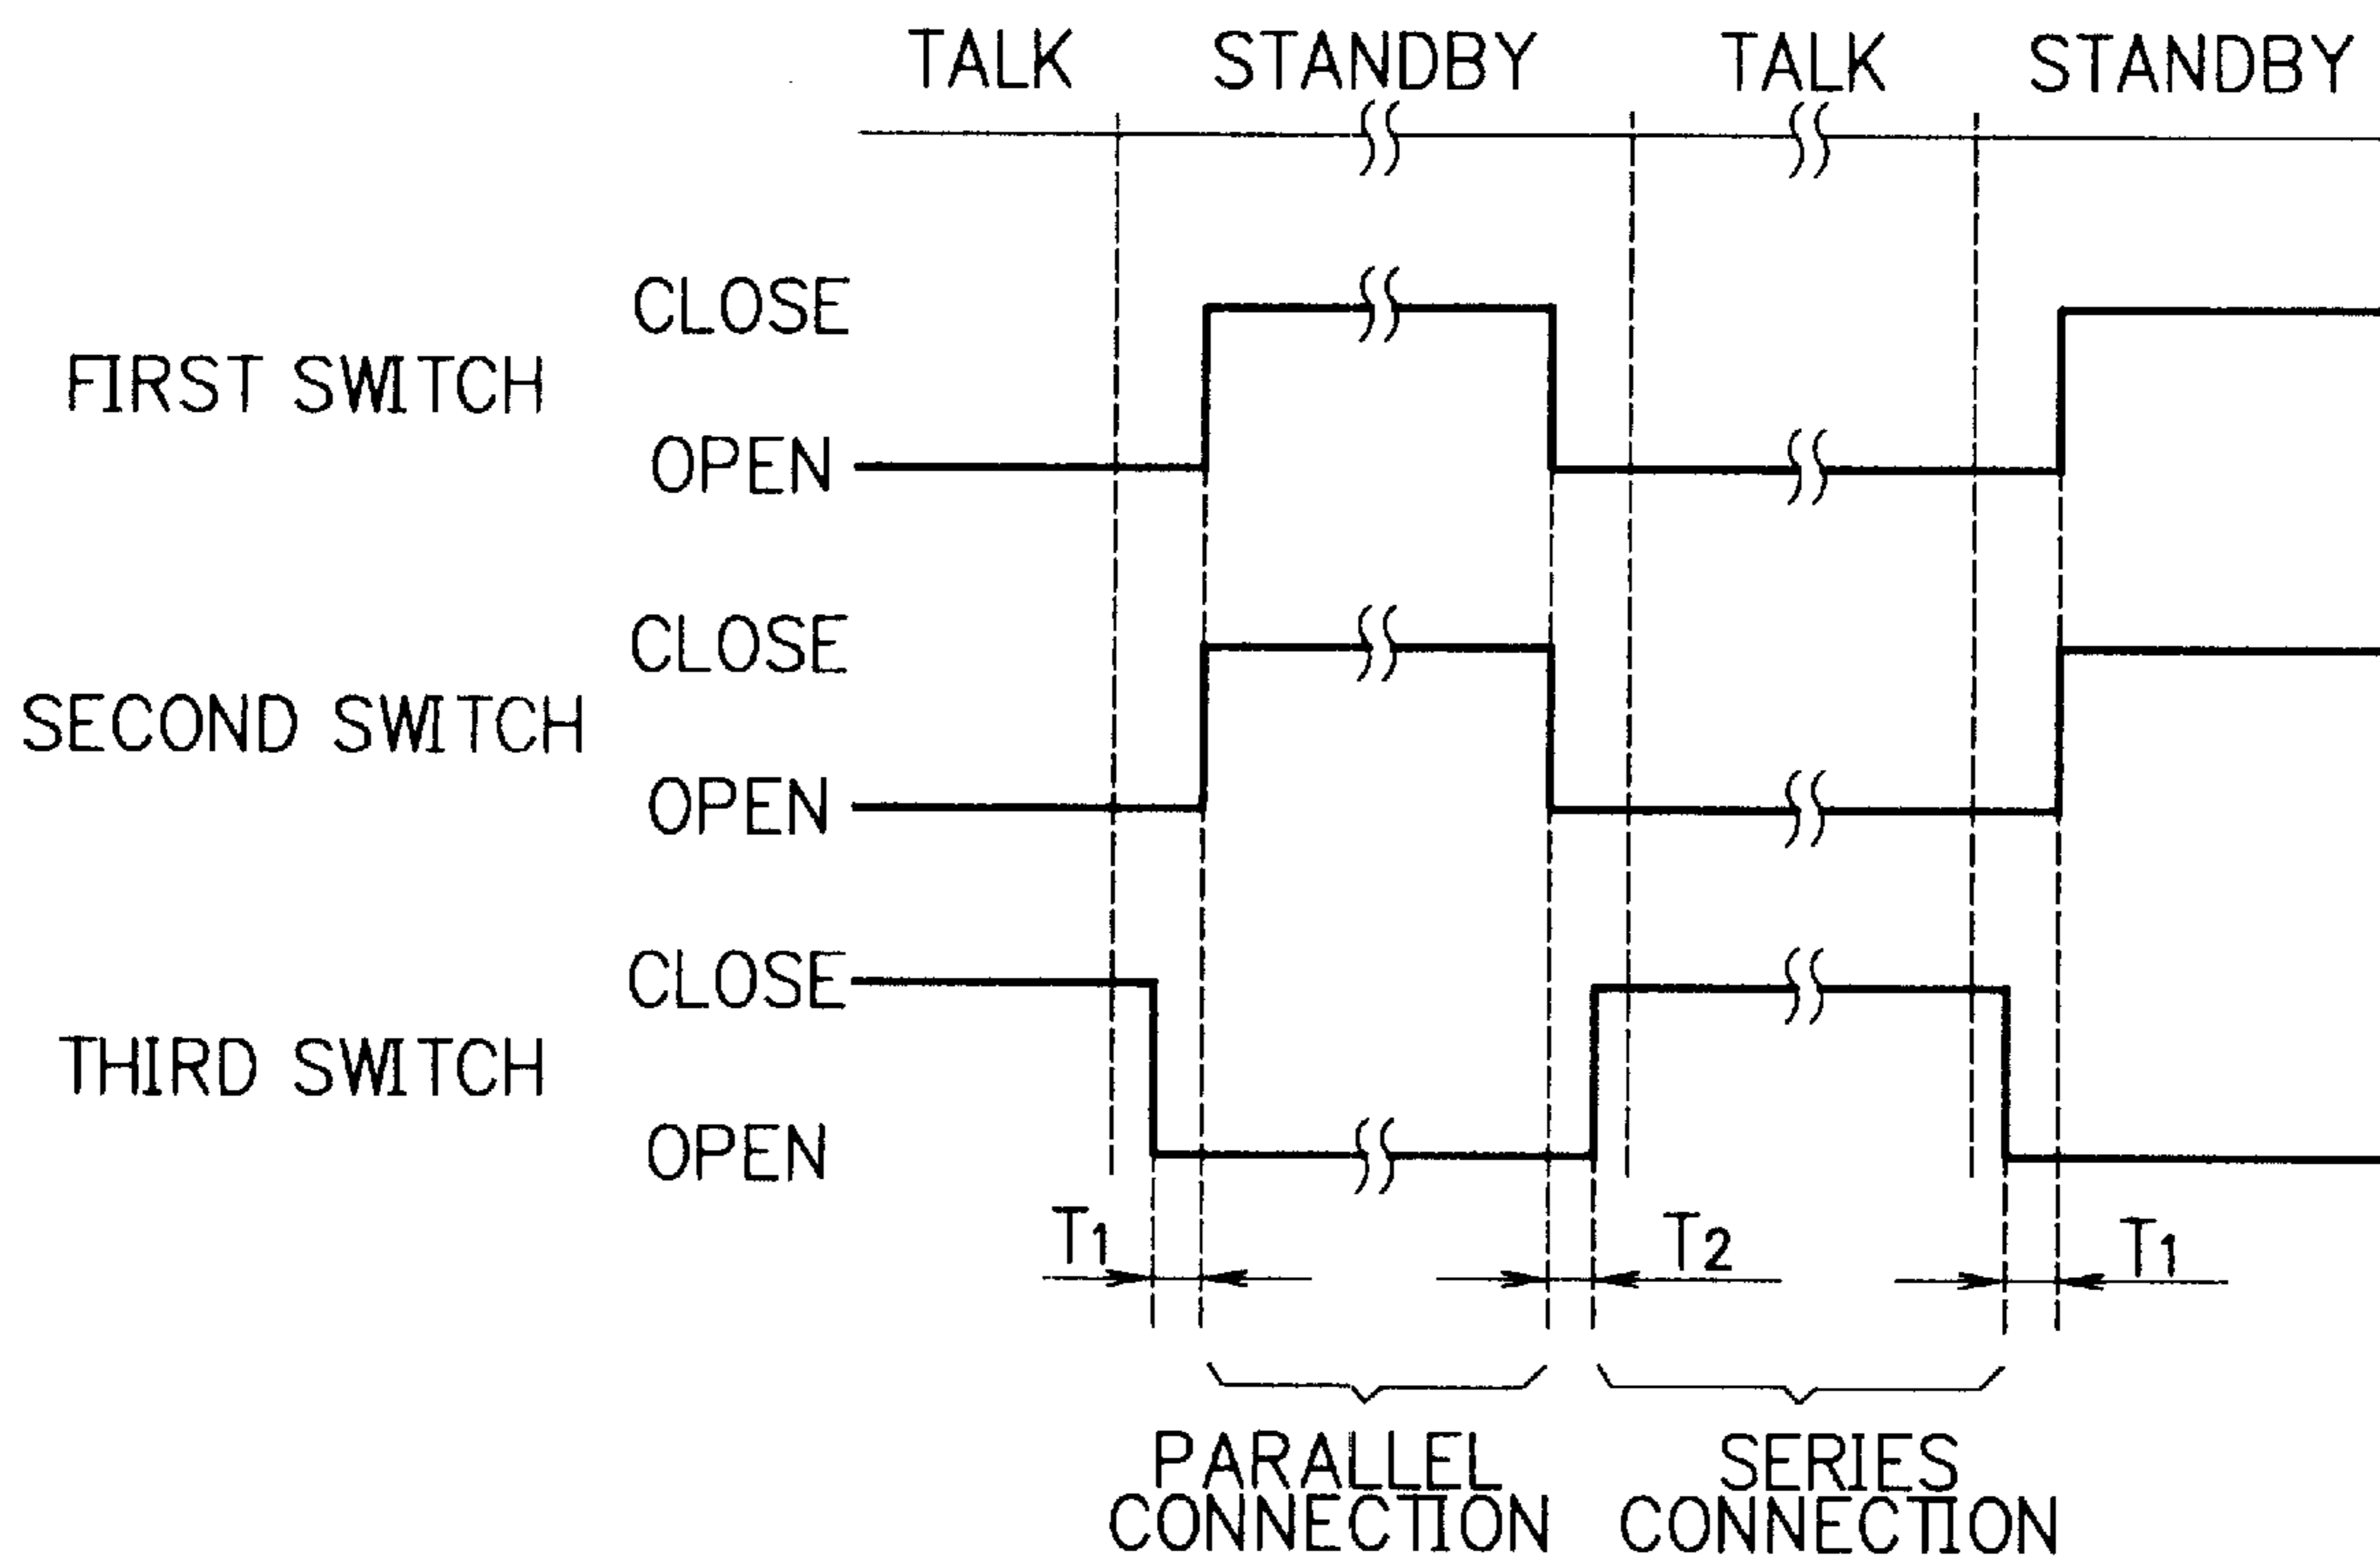 TALK STANDBY TALK STANDBY
CLOSE
FIRST SWITCH
OPEN
CLOSE
SECOND SWITCH
OPEN
CLOSE
THIRD SWITCH
OPEN
T1 T2 T1
PARALLEL CONNECTION
SERIES CONNECTION